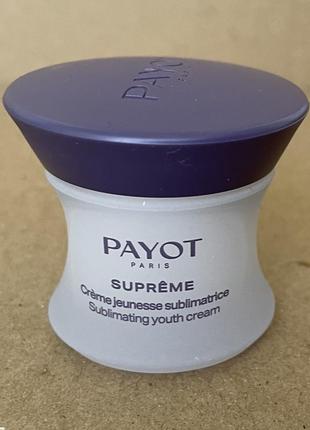 PAYOT
PAYOT
PARIS
SUPRÊME
Crème jeunesse sublimatrice
Sublimating youth cream